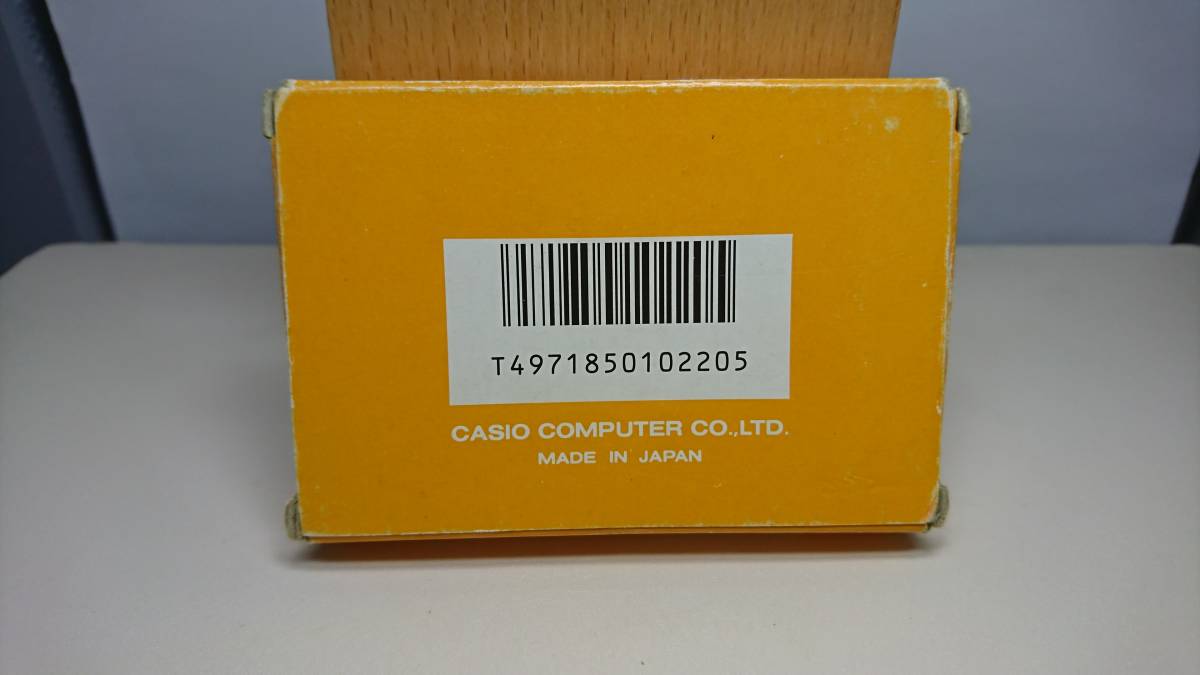 T4971850102205
CASIO COMPUTER CO.,LTD.
MADE IN JAPAN